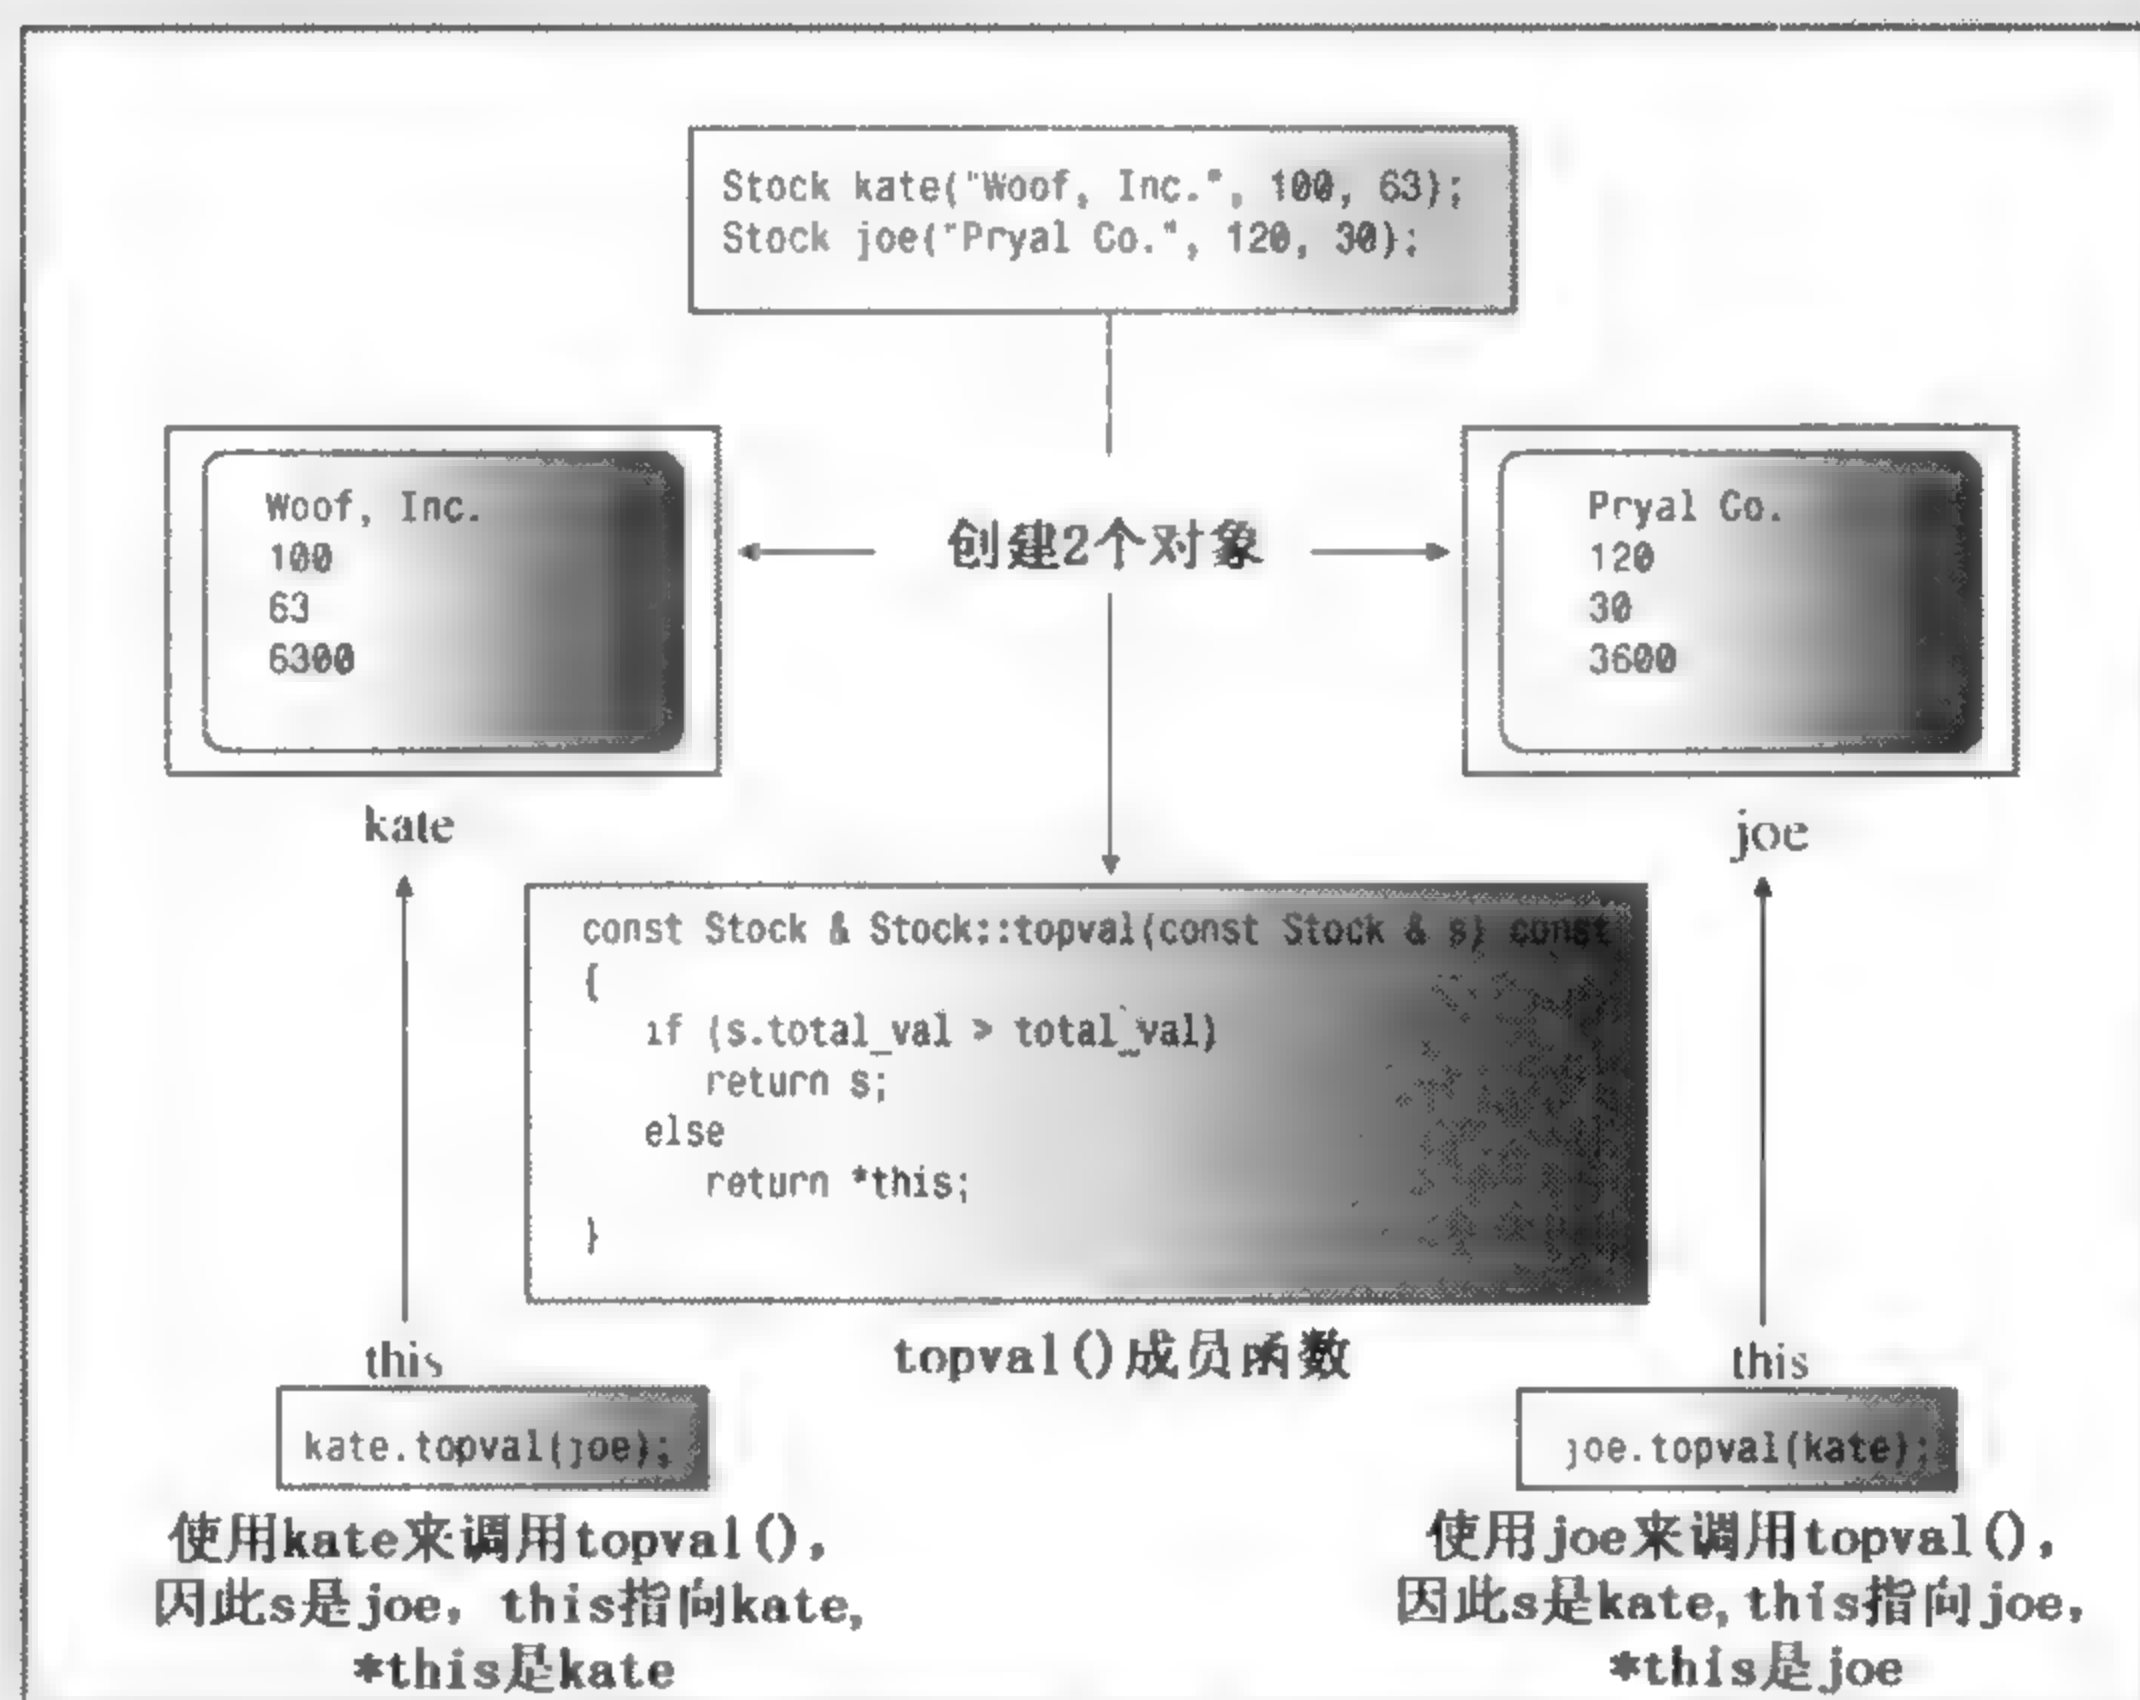 Stock kate("Woof, Inc.", 100, 63);
Stock joe("Pryal Co.", 120, 30);
Woof, Inc.
100
63
6300
kate
创建2个对象
Pryal Co.
120
30
3600
joe
const Stock & Stock::topval(const Stock & s) const
{
if (s.total_val > total_val)
return s;
else
return *this;
}
topval()成员函数
this
kate.topval(joe);
使用kate来调用topval(),
因此s是joe, this指向kate,
*this是kate
this
joe.topval(kate);
使用joe来调用topval(),
因此s是kate, this指向joe,
*this是joe